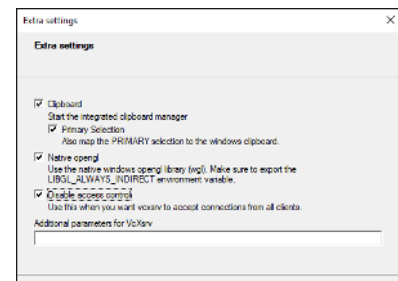 Extra settings
Extra settings
Clipboard
Start the integrated clipboard manager
Primary Selection
Also map the PRIMARY selection to the windows clipboard.
Native opengl
Use the native windows opengl library (wgl). Make sure to export the
LIBGL_ALWAYS_INDIRECT environment variable.
Disable access control
Use this when you want vcxsrv to accept connections from all clients.
Additional parameters for VcXsrv